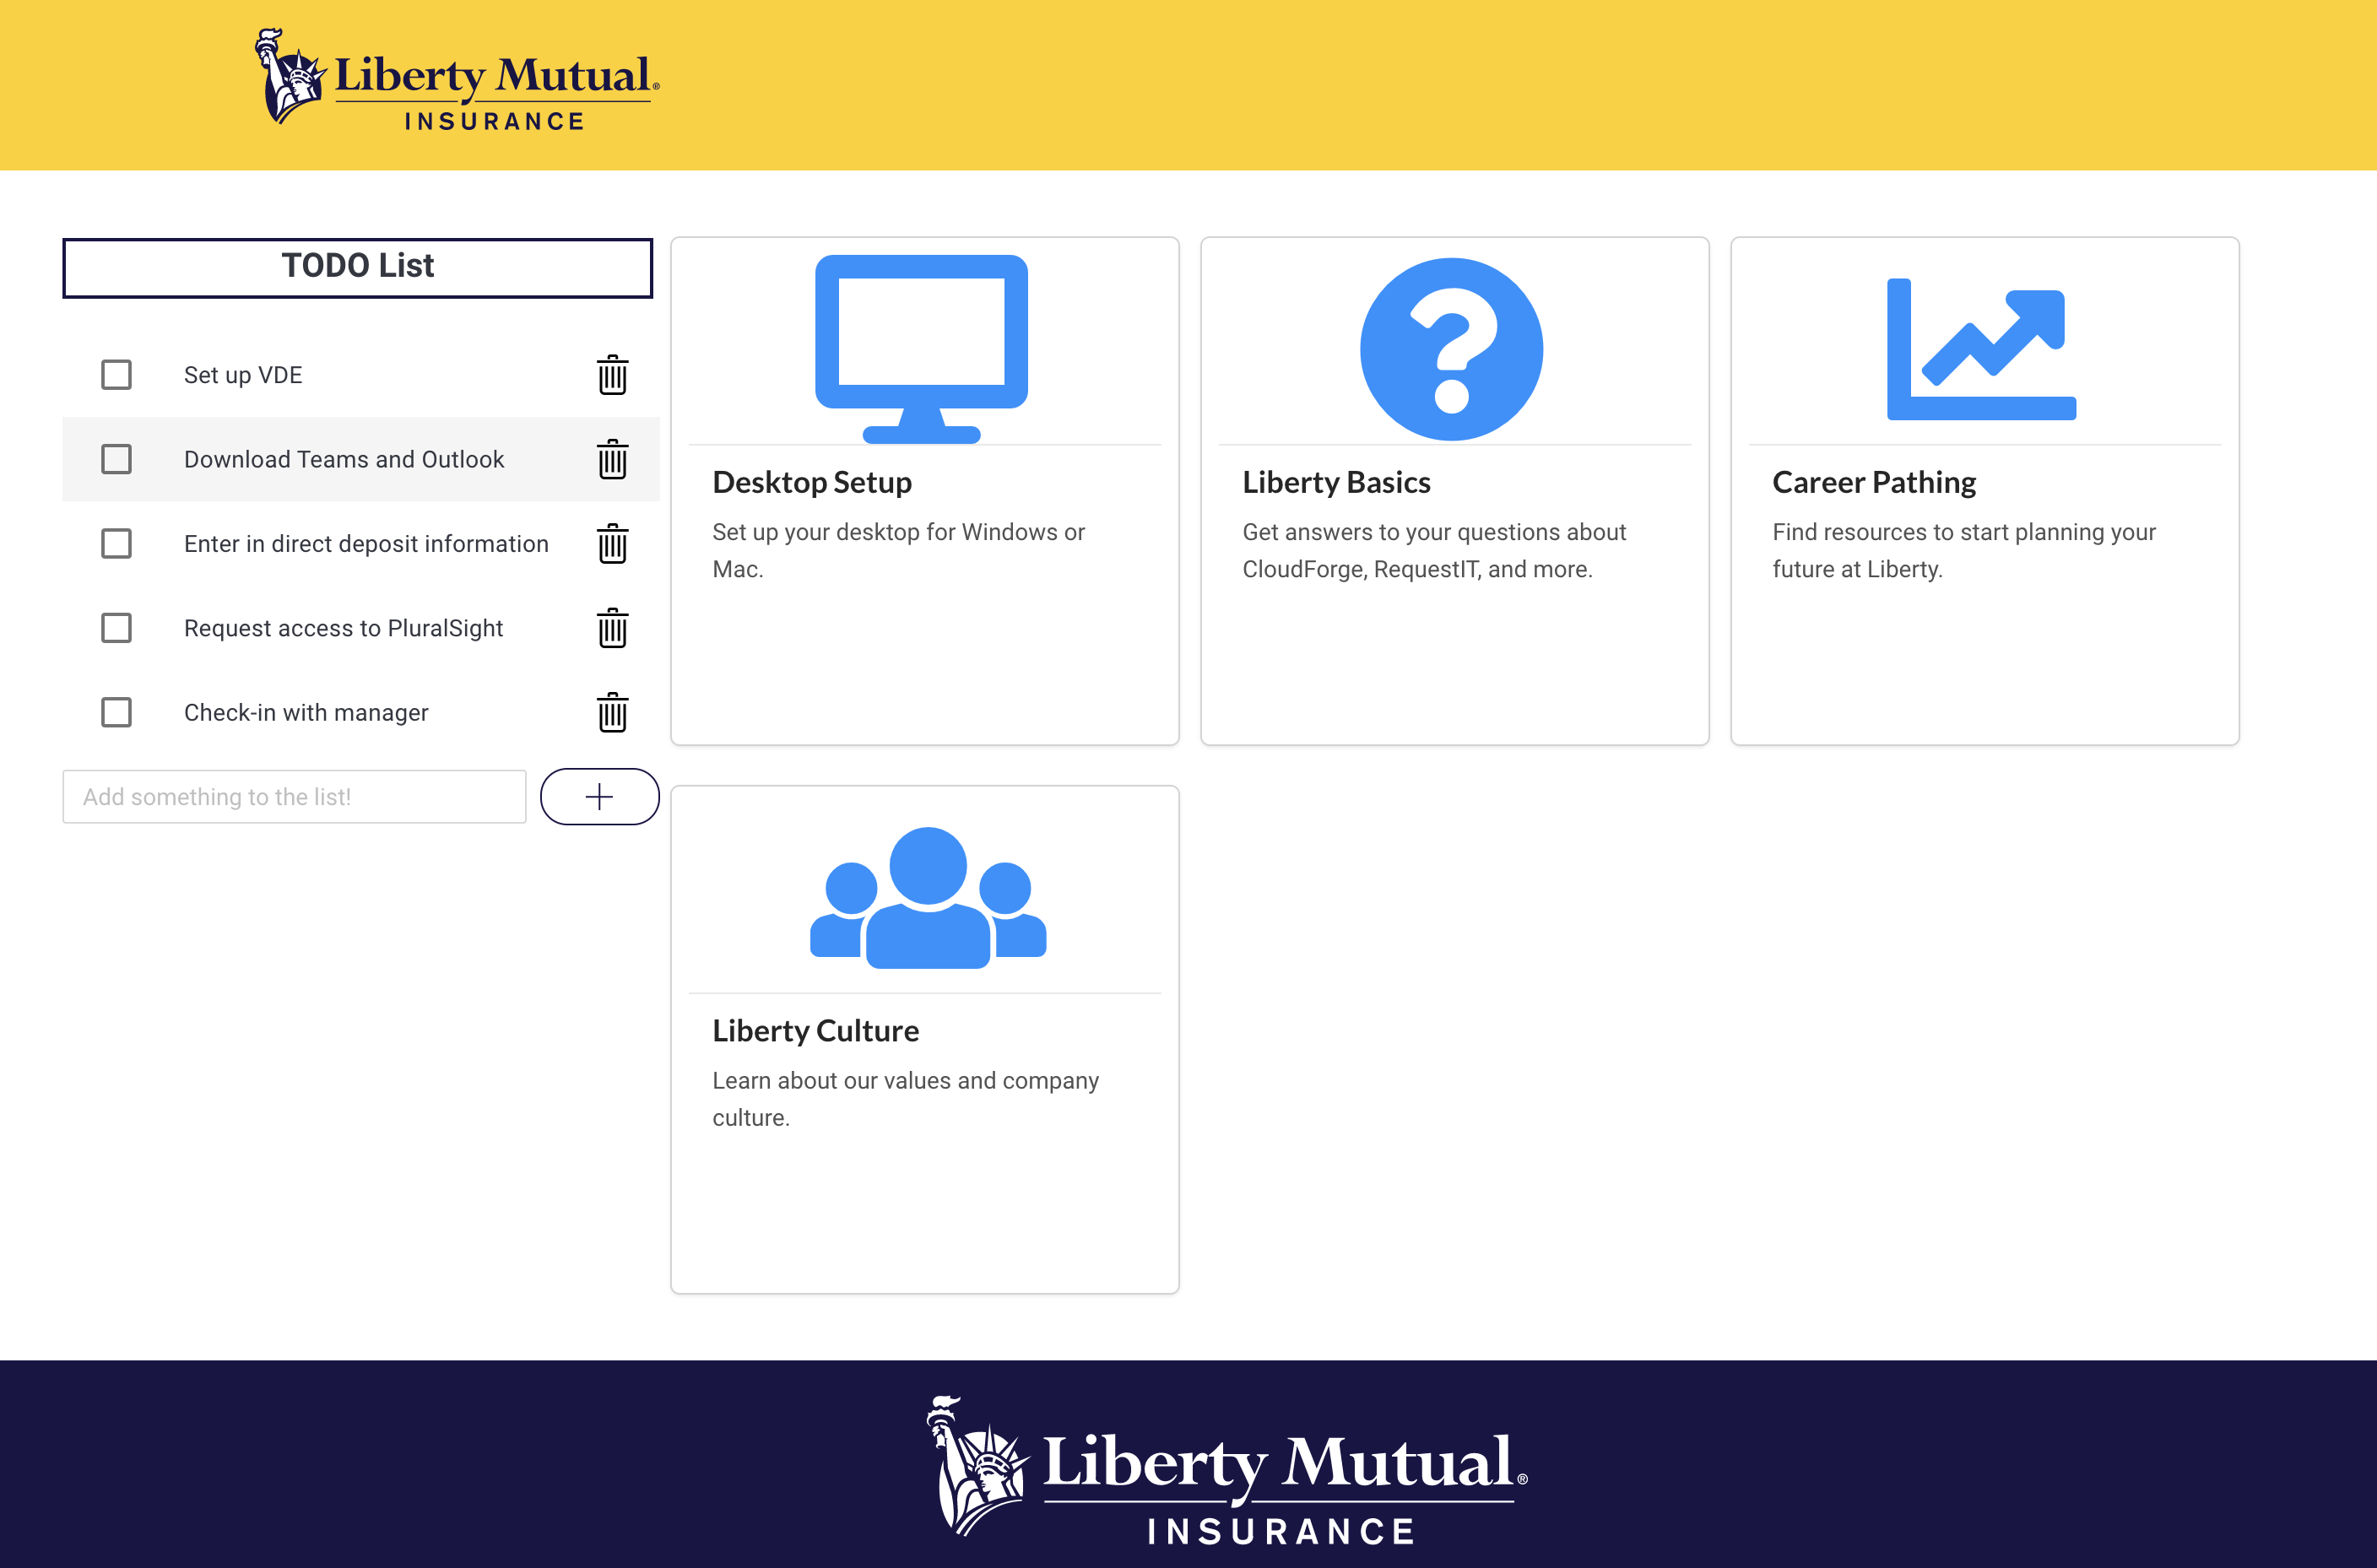 Liberty Mutual®
INSURANCE
TODO List
Set up VDE
Download Teams and Outlook
Enter in direct deposit information
Request access to PluralSight
Check-in with manager
Add something to the list!
Desktop Setup
Set up your desktop for Windows or
Mac.
Liberty Basics
Get answers to your questions about
CloudForge, RequestIT, and more.
Career Pathing
Find resources to start planning your
future at Liberty.
Liberty Culture
Learn about our values and company
culture.
Liberty Mutual®
INSURANCE